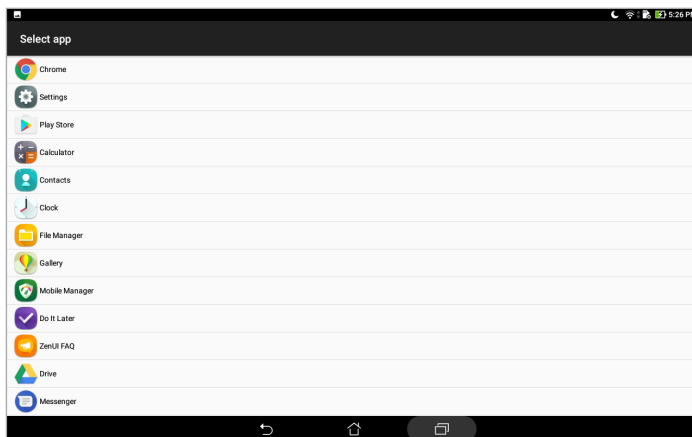 5:26 PM
Select app
Chrome
Settings
Play Store
Calculator
Contacts
Clock
File Manager
Gallery
Mobile Manager
Do It Later
ZenUI FAQ
Drive
Messenger